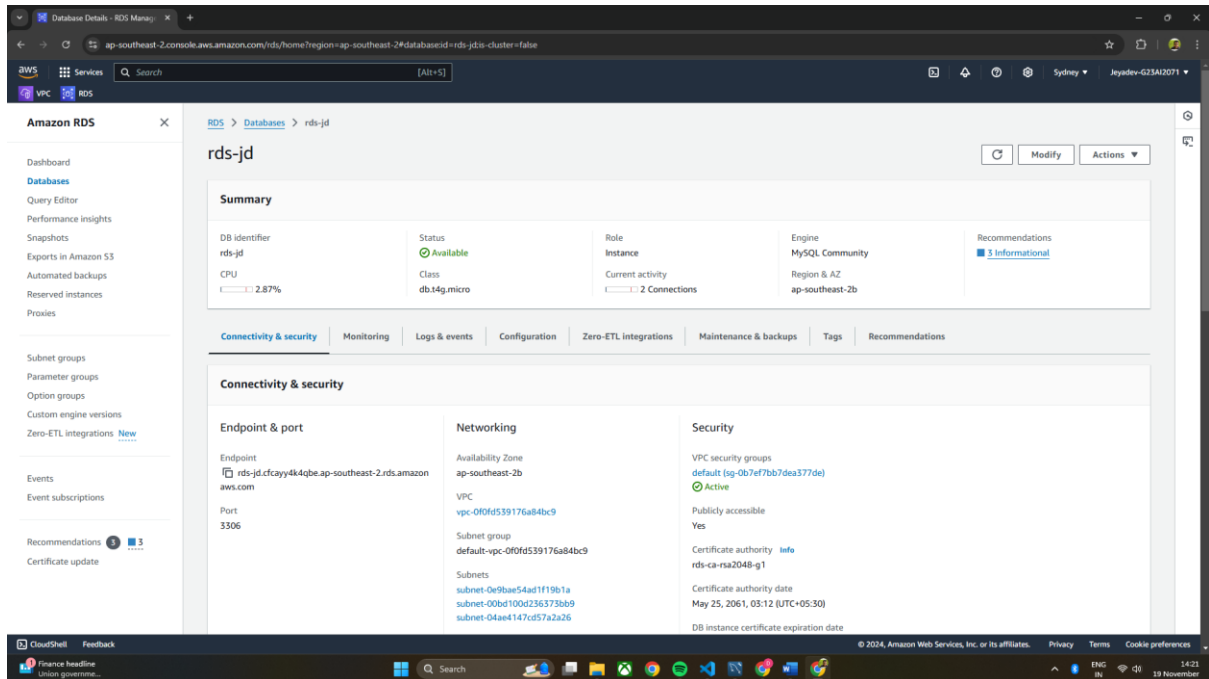 Database Details - RDS Manag
ap-southeast-2.console.aws.amazon.com/rds/home?region=ap-southeast-2#database:id=rds-jd;is-cluster=false
aws
Services
Search
[Alt+S]
Sydney
Jeyadev-G23AI2071
VPC
RDS
Amazon RDS
Dashboard
Databases
Query Editor
Performance insights
Snapshots
Exports in Amazon S3
Automated backups
Reserved instances
Proxies
Subnet groups
Parameter groups
Option groups
Custom engine versions
Zero-ETL integrations New
Events
Event subscriptions
Recommendations 3 3
Certificate update
RDS > Databases > rds-jd
rds-jd
Modify
Actions
Summary
DB identifier
rds-jd
Status
Available
Role
Instance
Engine
MySQL Community
Recommendations
3 Informational
CPU
2.87%
Class
db.t4g.micro
Current activity
2 Connections
Region & AZ
ap-southeast-2b
Connectivity & security
Monitoring
Logs & events
Configuration
Zero-ETL integrations
Maintenance & backups
Tags
Recommendations
Connectivity & security
Endpoint & port
Endpoint
rds-jd.cfcayy4k4qbe.ap-southeast-2.rds.amazon
aws.com
Port
3306
Networking
Availability Zone
ap-southeast-2b
VPC
vpc-0f0fd539176a84bc9
Subnet group
default-vpc-0f0fd539176a84bc9
Subnets
subnet-0e9bae54ad1f19b1a
subnet-00bd100d236373bb9
subnet-04ae4147cd57a2a26
Security
VPC security groups
default (sg-0b7ef7bb7dea377de)
Active
Publicly accessible
Yes
Certificate authority Info
rds-ca-rsa2048-g1
Certificate authority date
May 25, 2061, 03:12 (UTC+05:30)
DB instance certificate expiration date
CloudShell
Feedback
© 2024, Amazon Web Services, Inc. or its affiliates.
Privacy
Terms
Cookie preferences
Finance headline
Union governme...
Search
ENG
IN
14:21
19 November